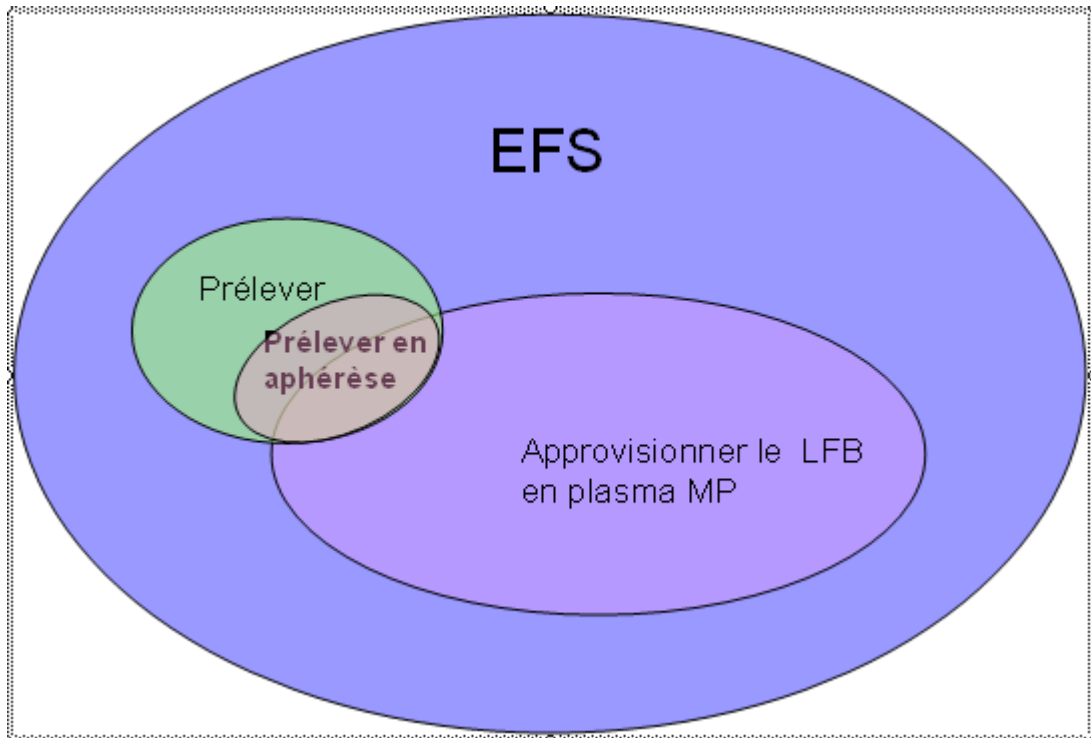 EFS
Prélever
Prélever en
aphérèse
Approvisionner le LFB
en plasma MP